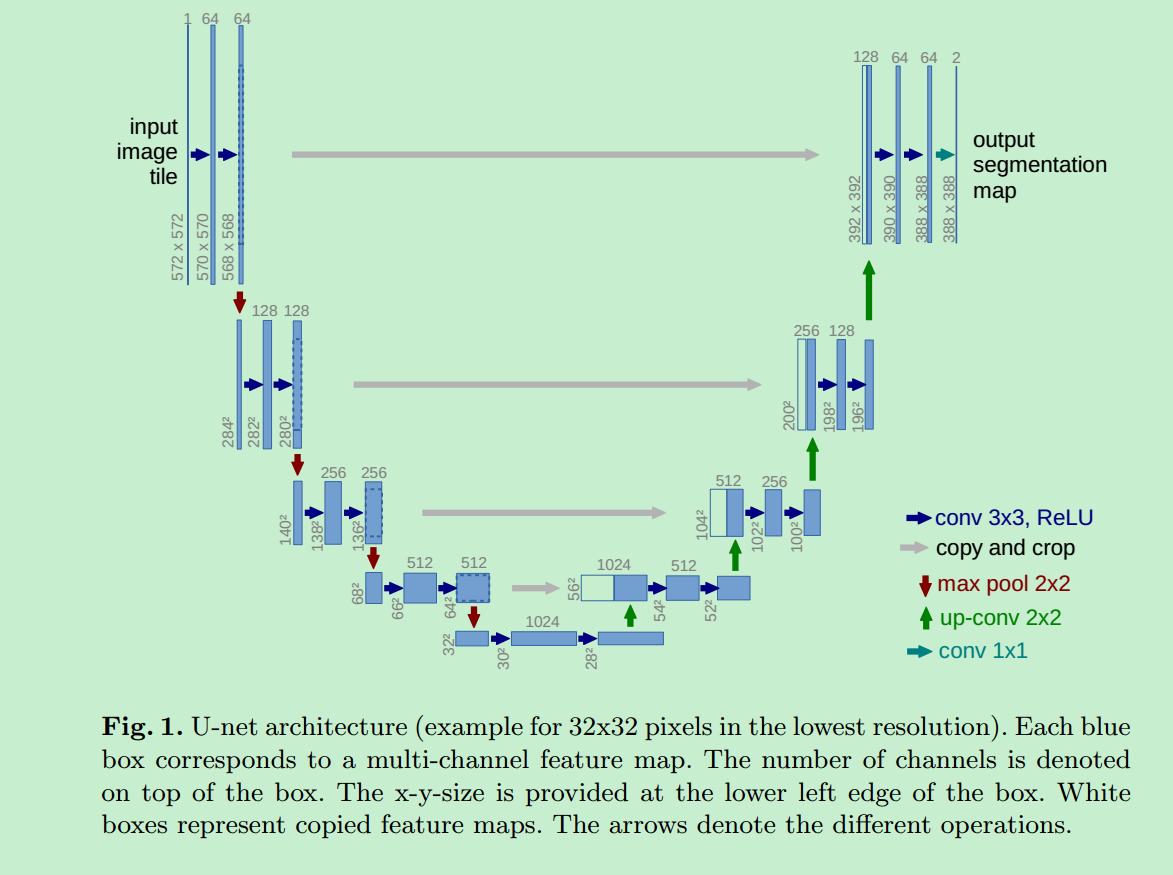 1 64 64
128 64 64 2
input
image
tile
output
segmentation
map
572 x 572
570 x 570
568 x 568
392 x 392
390 x 390
388 x 388
388 x 388
128 128
256 128
284²
282²
280²
200²
198²
196²
256 256
512 256
140²
138²
136²
104²
102²
100²
conv 3x3, ReLU
copy and crop
max pool 2x2
up-conv 2x2
conv 1x1
512 512
1024 512
68²
66²
64²
56²
54²
52²
1024
32²
30²
28²
Fig. 1. U-net architecture (example for 32x32 pixels in the lowest resolution). Each blue
box corresponds to a multi-channel feature map. The number of channels is denoted
on top of the box. The x-y-size is provided at the lower left edge of the box. White
boxes represent copied feature maps. The arrows denote the different operations.